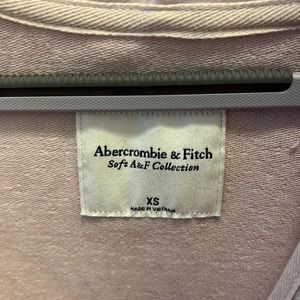 Abercrombie & Fitch
Soft A&F Collection
XS
MADE IN VIETNAM